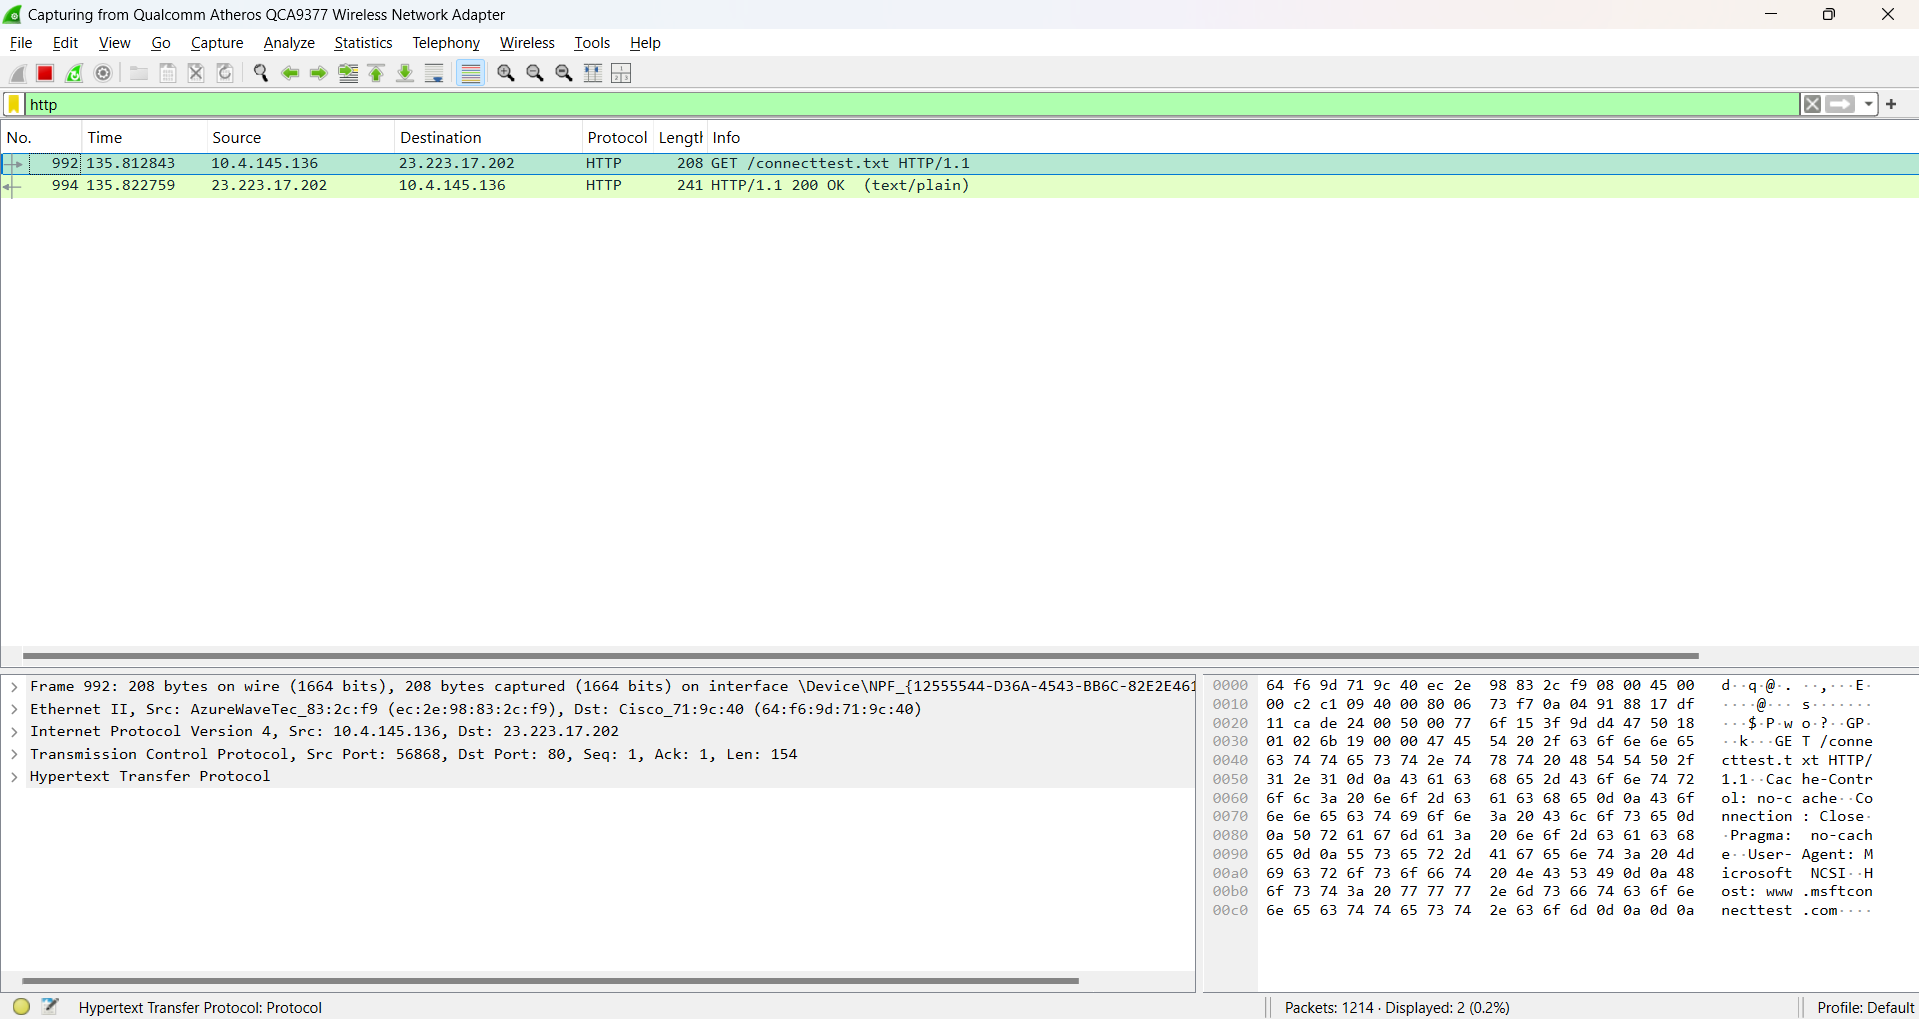 Capturing from Qualcomm Atheros QCA9377 Wireless Network Adapter
File Edit View Go Capture Analyze Statistics Telephony Wireless Tools Help
http
No. Time Source Destination Protocol Lengtl Info
992 135.812843 10.4.145.136 23.223.17.202 HTTP 208 GET /connecttest.txt HTTP/1.1
994 135.822759 23.223.17.202 10.4.145.136 HTTP 241 HTTP/1.1 200 OK (text/plain)
Frame 992: 208 bytes on wire (1664 bits), 208 bytes captured (1664 bits) on interface \Device\NPF_{12555544-D36A-4543-BB6C-82E2E461
Ethernet II, Src: AzureWaveTec_83:2c:f9 (ec:2e:98:83:2c:f9), Dst: Cisco_71:9c:40 (64:f6:9d:71:9c:40)
Internet Protocol Version 4, Src: 10.4.145.136, Dst: 23.223.17.202
Transmission Control Protocol, Src Port: 56868, Dst Port: 80, Seq: 1, Ack: 1, Len: 154
Hypertext Transfer Protocol
0000 64 f6 9d 71 9c 40 ec 2e 98 83 2c f9 08 00 45 00 d··q·@·. ··,···E·
0010 00 c2 c1 09 40 00 80 06 73 f7 0a 04 91 88 17 df ····@··· s·······
0020 11 ca de 24 00 50 00 77 6f 15 3f 9d d4 47 50 18 ···$·P·w o·?··GP·
0030 01 02 6b 19 00 00 47 45 54 20 2f 63 6f 6e 6e 65 ··k···GE T /conne
0040 63 74 74 65 73 74 2e 74 78 74 20 48 54 54 50 2f cttest.t xt HTTP/
0050 31 2e 31 0d 0a 43 61 63 68 65 2d 43 6f 6e 74 72 1.1··Cac he-Contr
0060 6f 6c 3a 20 6e 6f 2d 63 61 63 68 65 0d 0a 43 6f ol: no-c ache··Co
0070 6e 6e 65 63 74 69 6f 6e 3a 20 43 6c 6f 73 65 0d nnection : Close·
0080 0a 50 72 61 67 6d 61 3a 20 6e 6f 2d 63 61 63 68 ·Pragma: no-cach
0090 65 0d 0a 55 73 65 72 2d 41 67 65 6e 74 3a 20 4d e··User- Agent: M
00a0 69 63 72 6f 73 6f 66 74 20 4e 43 53 49 0d 0a 48 icrosoft NCSI··H
00b0 6f 73 74 3a 20 77 77 77 2e 6d 73 66 74 63 6f 6e ost: www .msftcon
00c0 6e 65 63 74 74 65 73 74 2e 63 6f 6d 0d 0a 0d 0a necttest .com····
Hypertext Transfer Protocol: Protocol
Packets: 1214 · Displayed: 2 (0.2%)
Profile: Default